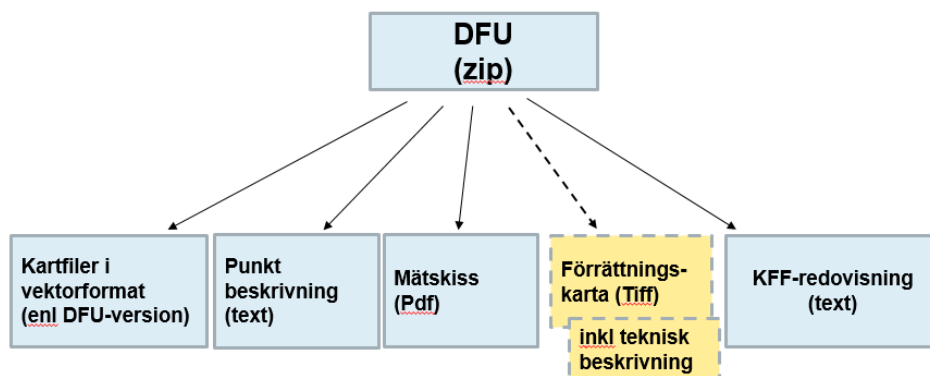 DFU
(zip)
Kartfiler i
vektorformat
(enl DFU-version)
Punkt
beskrivning
(text)
Mätskiss
(Pdf)
Förrättnings-
karta (Tiff)
inkl teknisk
beskrivning
KFF-redovisning
(text)